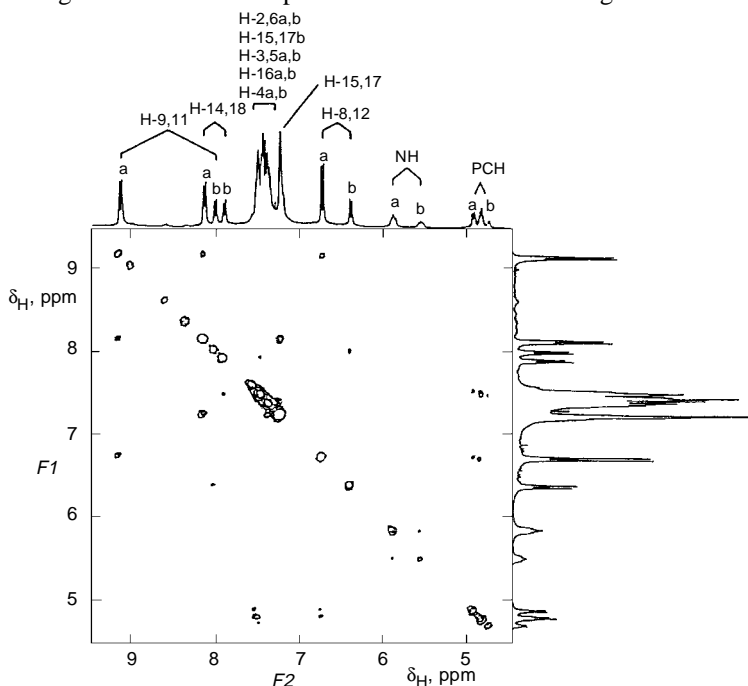 H-2,6a,b
H-15,17b
H-3,5a,b
H-16a,b
H-4a,b
H-15,17
H-14,18
H-9,11
H-8,12
NH
PCH
a
a
b
b
a
b
a
b
a
b
9
δH, ppm
8
7
F1
6
5
9
8
7
6
5
F2
δH, ppm